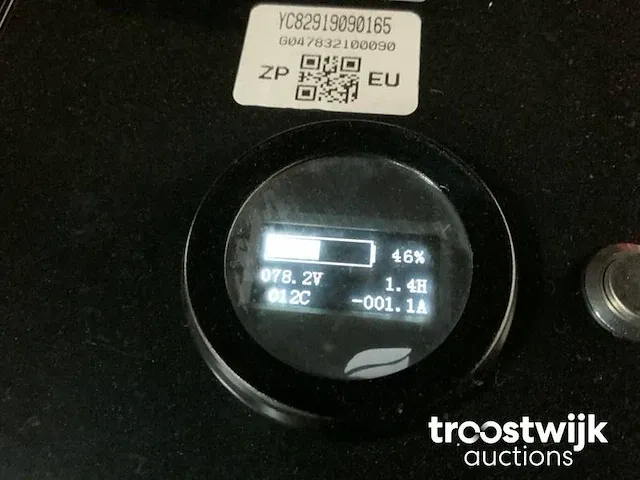 YC82919090165
G047832100090
ZP EU
46%
078.2V 1.4H
012C -001.1A
troostwijk
auctions